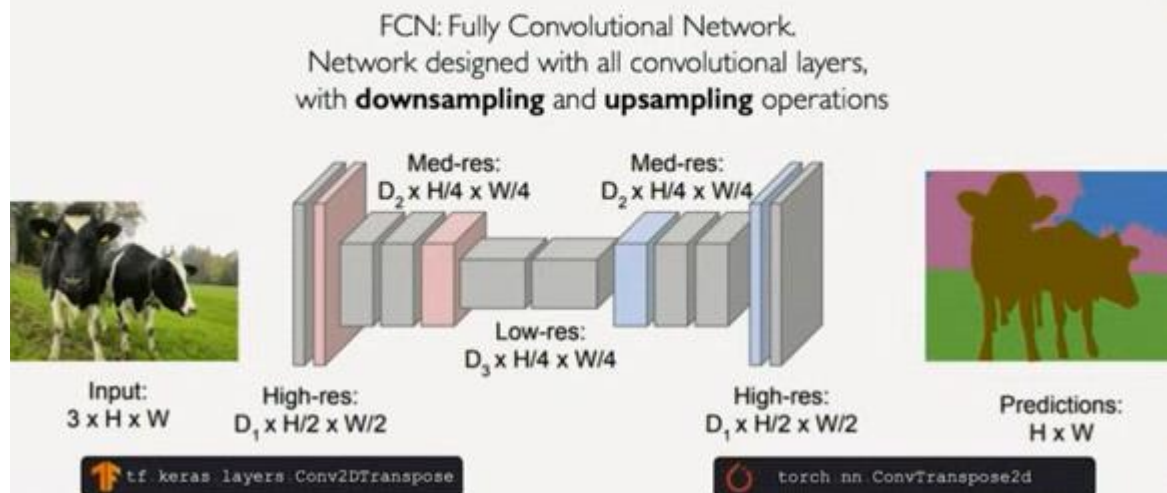 FCN: Fully Convolutional Network.
Network designed with all convolutional layers,
with downsampling and upsampling operations
Med-res:
D₂ x H/4 x W/4
Med-res:
D₂ x H/4 x W/4
Low-res:
D₃ x H/4 x W/4
Input:
3 x H x W
High-res:
D₁ x H/2 x W/2
High-res:
D₁ x H/2 x W/2
Predictions:
H x W
tf.keras.layers.Conv2DTranspose
torch.nn.ConvTranspose2d